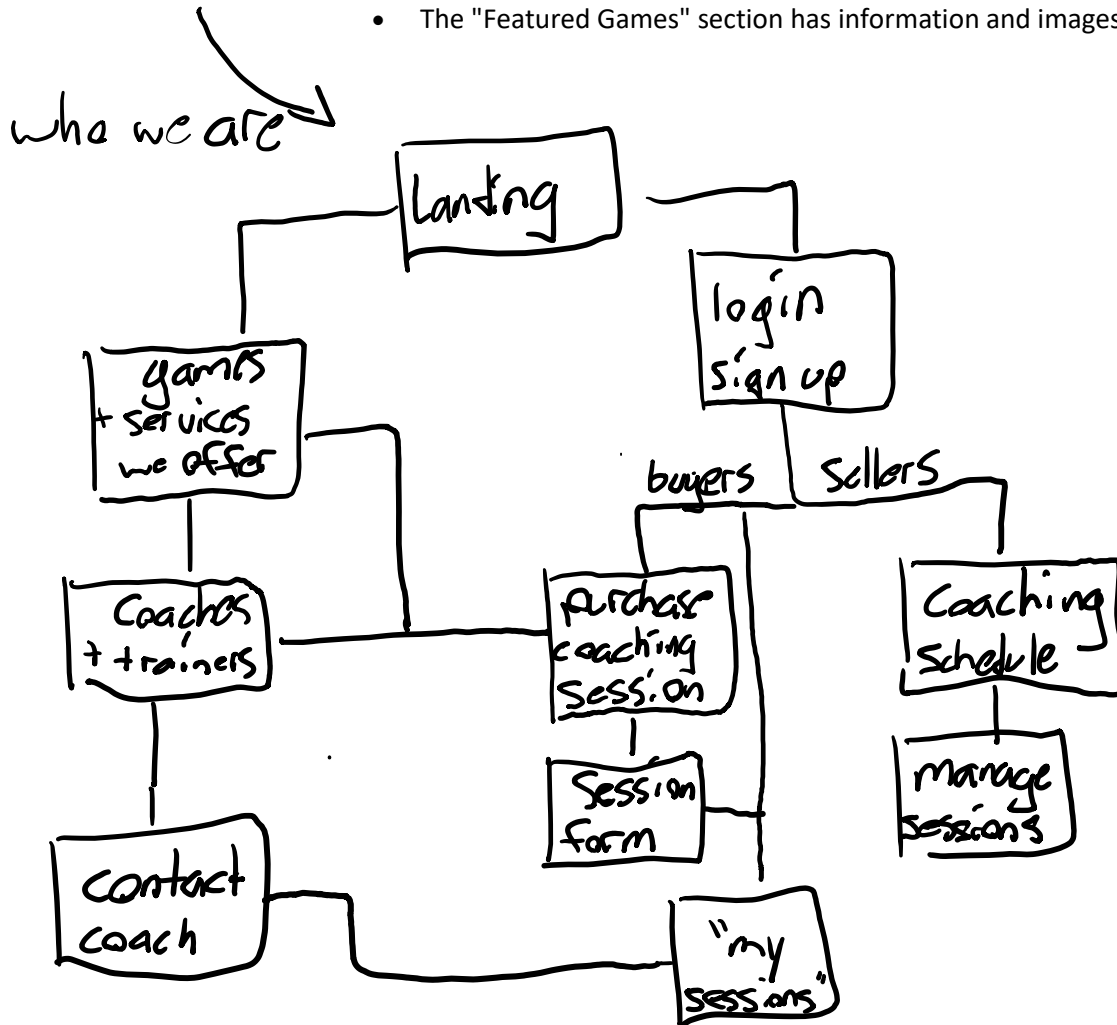 • The "Featured Games" section has information and images
who we are
Landing
login
sign up
games
+ services
we offer
buyers
sellers
Coaches
+ trainers
purchase
coaching
session
Coaching
schedule
Session
form
manage
sessions
contact
coach
"my
sessions"